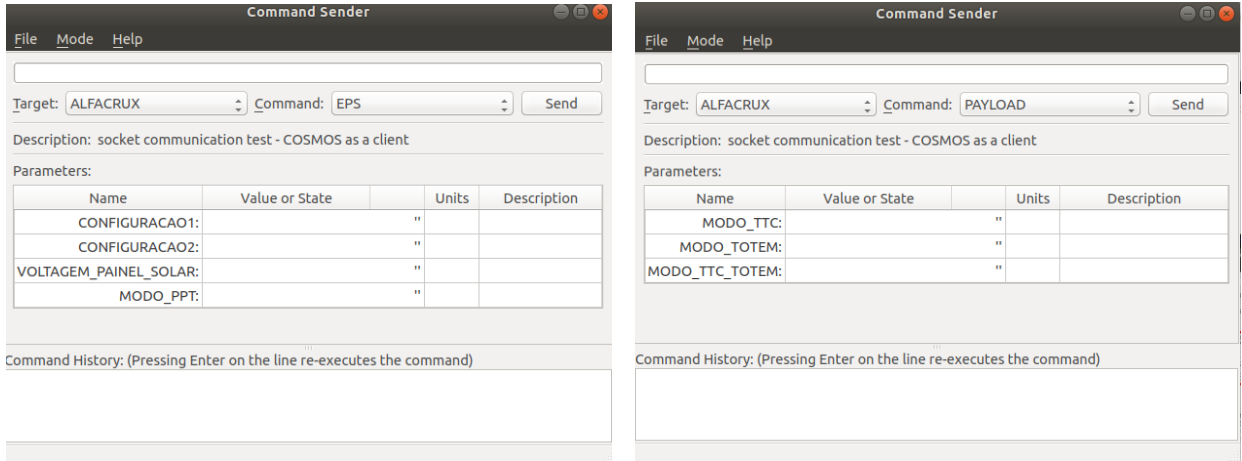 Command Sender
File Mode Help
Target: ALFACRUX Command: EPS Send
Description: socket communication test - COSMOS as a client
Parameters:
Name Value or State Units Description
CONFIGURACAO1: ''
CONFIGURACAO2: ''
VOLTAGEM_PAINEL_SOLAR: ''
MODO_PPT: ''
Command History: (Pressing Enter on the line re-executes the command)
Command Sender
File Mode Help
Target: ALFACRUX Command: PAYLOAD Send
Description: socket communication test - COSMOS as a client
Parameters:
Name Value or State Units Description
MODO_TTC: ''
MODO_TOTEM: ''
MODO_TTC_TOTEM: ''
Command History: (Pressing Enter on the line re-executes the command)